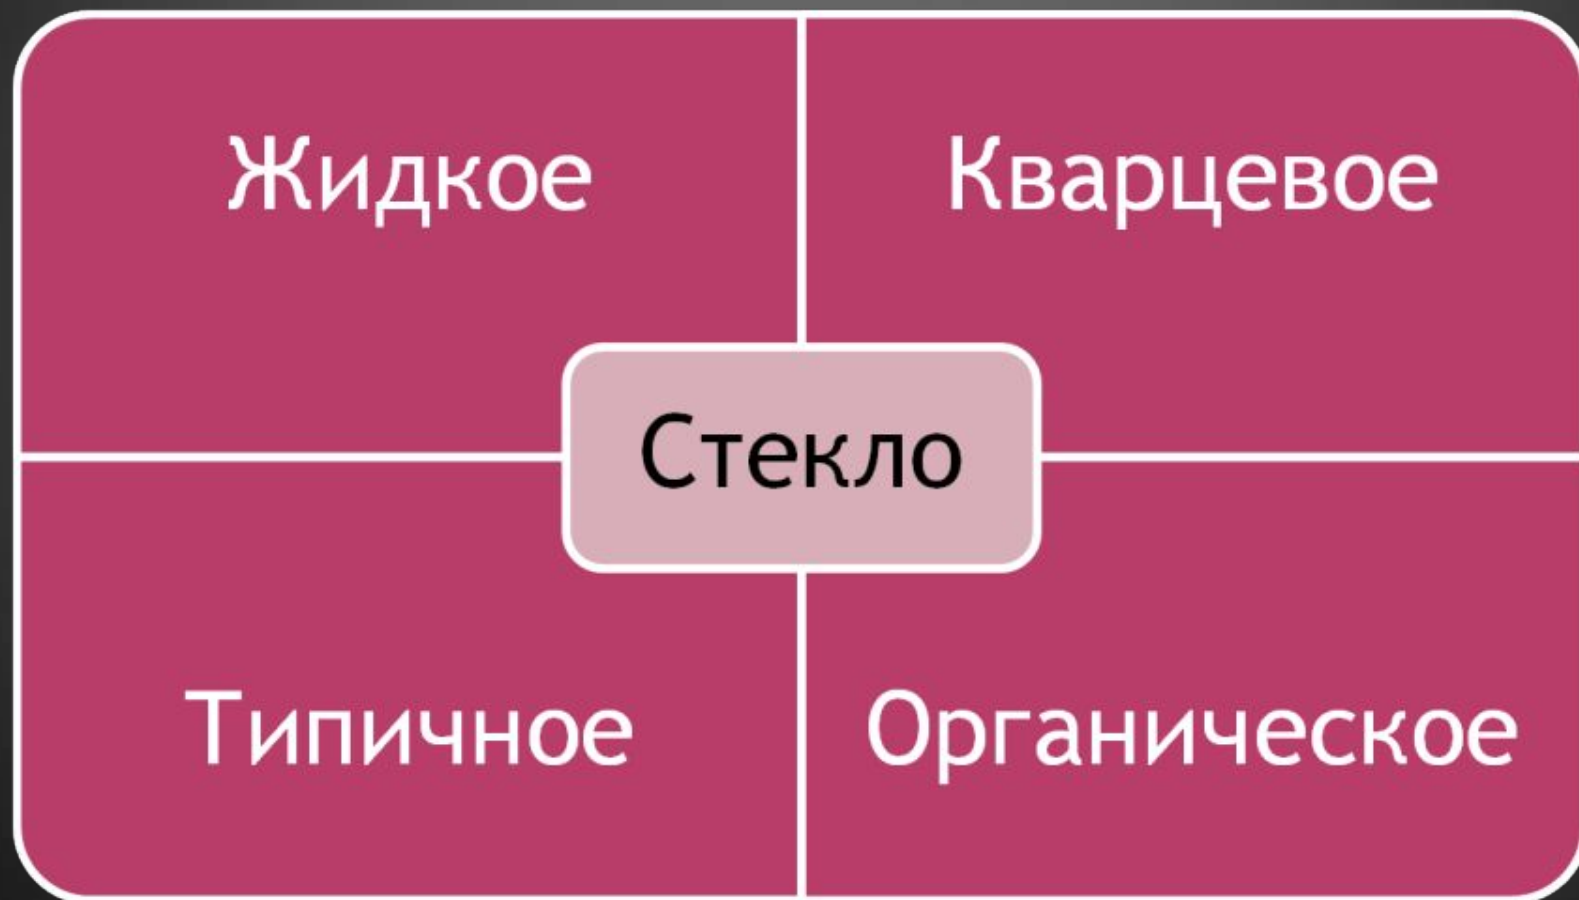 Жидкое
Кварцевое
Стекло
Типичное
Органическое